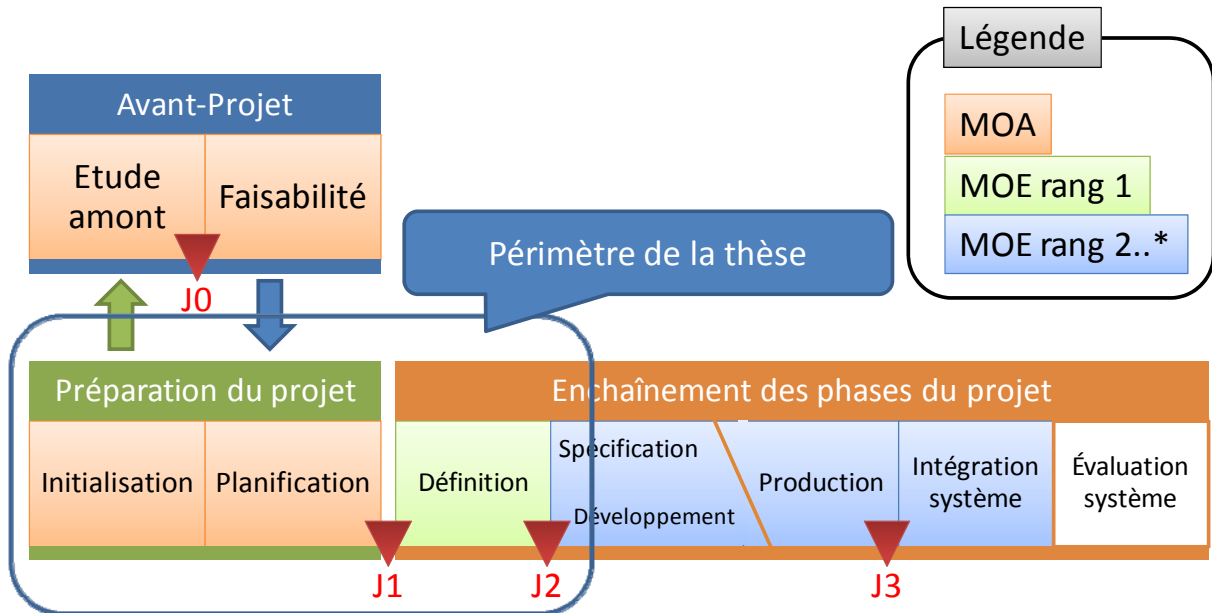 Légende
MOA
MOE rang 1
MOE rang 2..*
Avant-Projet
Etude
amont
Faisabilité
J0
Périmètre de la thèse
Préparation du projet
Initialisation
Planification
J1
Enchaînement des phases du projet
Définition
J2
Spécification
Développement
Production
J3
Intégration
système
Évaluation
système